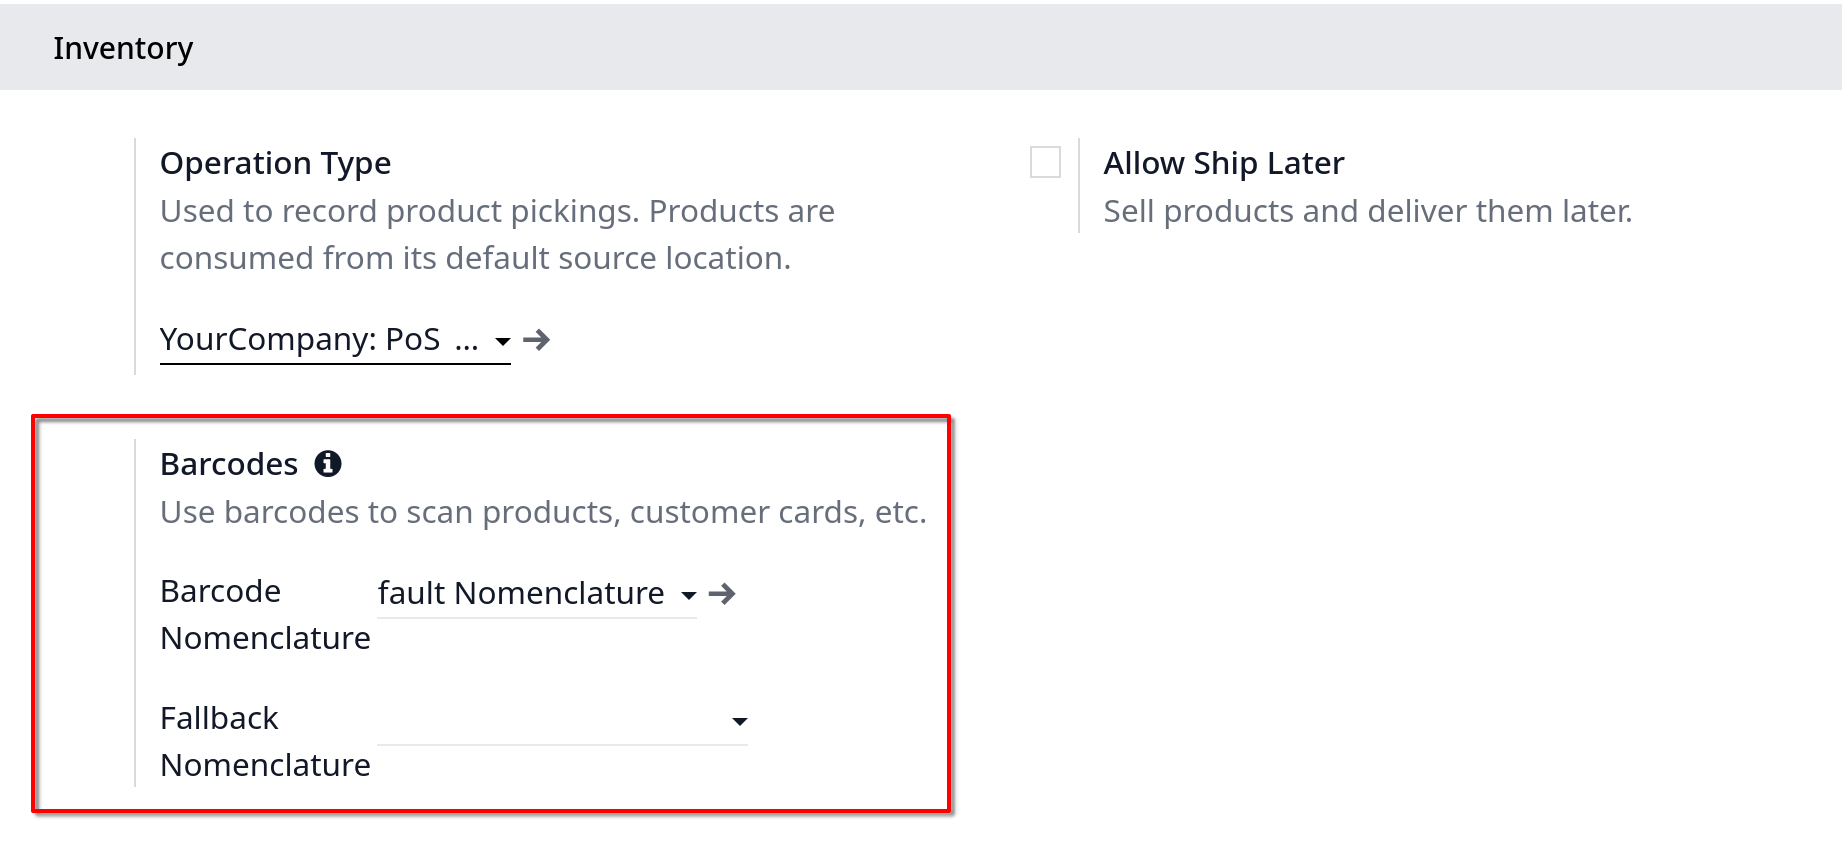 Inventory
Operation Type
Used to record product pickings. Products are
consumed from its default source location.
YourCompany: PoS ...
Allow Ship Later
Sell products and deliver them later.
Barcodes
Use barcodes to scan products, customer cards, etc.
Barcode
Nomenclature
fault Nomenclature
Fallback
Nomenclature